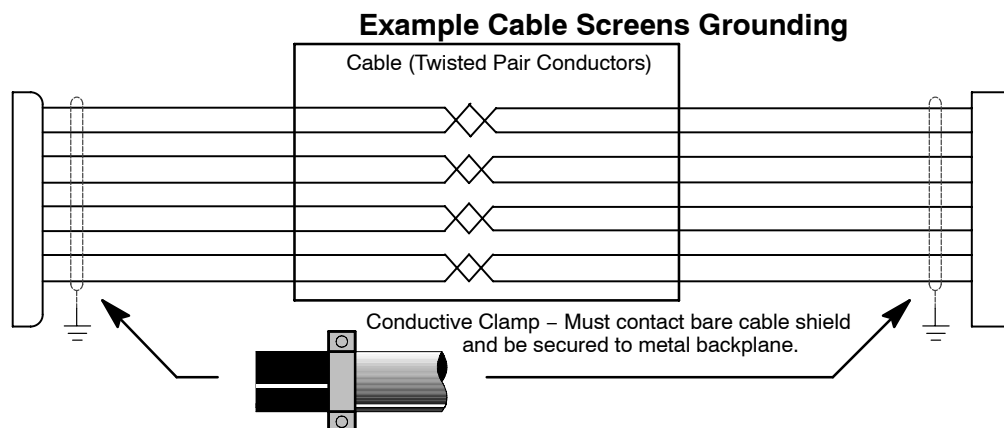 Example Cable Screens Grounding
Cable (Twisted Pair Conductors)
Conductive Clamp – Must contact bare cable shield
and be secured to metal backplane.